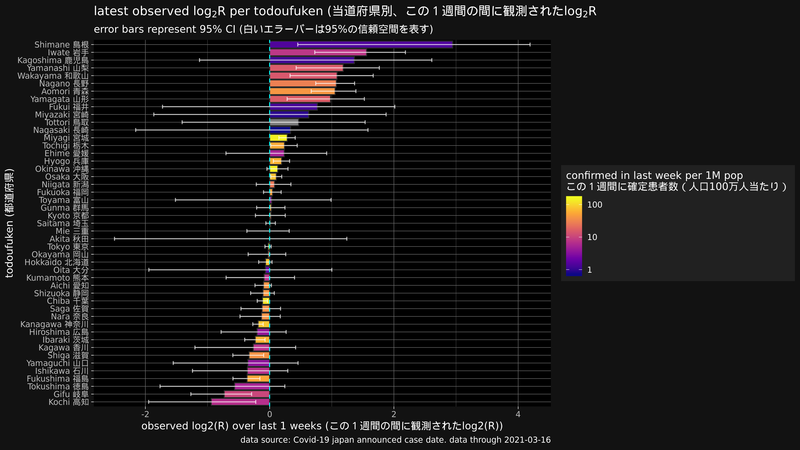 latest observed log₂R per todoufuken (当道府県別、この１週間の間に観測されたlog₂R
error bars represent 95% CI (白いエラーバーは95%の信頼空間を表す)
todoufuken (都道府県)
Shimane 島根
Iwate 岩手
Kagoshima 鹿児島
Yamanashi 山梨
Wakayama 和歌山
Nagano 長野
Aomori 青森
Yamagata 山形
Fukui 福井
Miyazaki 宮崎
Tottori 鳥取
Nagasaki 長崎
Miyagi 宮城
Tochigi 栃木
Ehime 愛媛
Hyogo 兵庫
Okinawa 沖縄
Osaka 大阪
Niigata 新潟
Fukuoka 福岡
Toyama 富山
Gunma 群馬
Kyoto 京都
Saitama 埼玉
Mie 三重
Akita 秋田
Tokyo 東京
Okayama 岡山
Hokkaido 北海道
Oita 大分
Kumamoto 熊本
Aichi 愛知
Shizuoka 静岡
Chiba 千葉
Saga 佐賀
Nara 奈良
Kanagawa 神奈川
Hiroshima 広島
Ibaraki 茨城
Kagawa 香川
Shiga 滋賀
Yamaguchi 山口
Ishikawa 石川
Fukushima 福島
Tokushima 徳島
Gifu 岐阜
Kochi 高知
-2 0 2 4
observed log2(R) over last 1 weeks (この１週間の間に観測されたlog2(R))
data source: Covid-19 japan announced case date. data through 2021-03-16
confirmed in last week per 1M pop
この１週間に確定患者数 ( 人口100万人当たり )
100
10
1